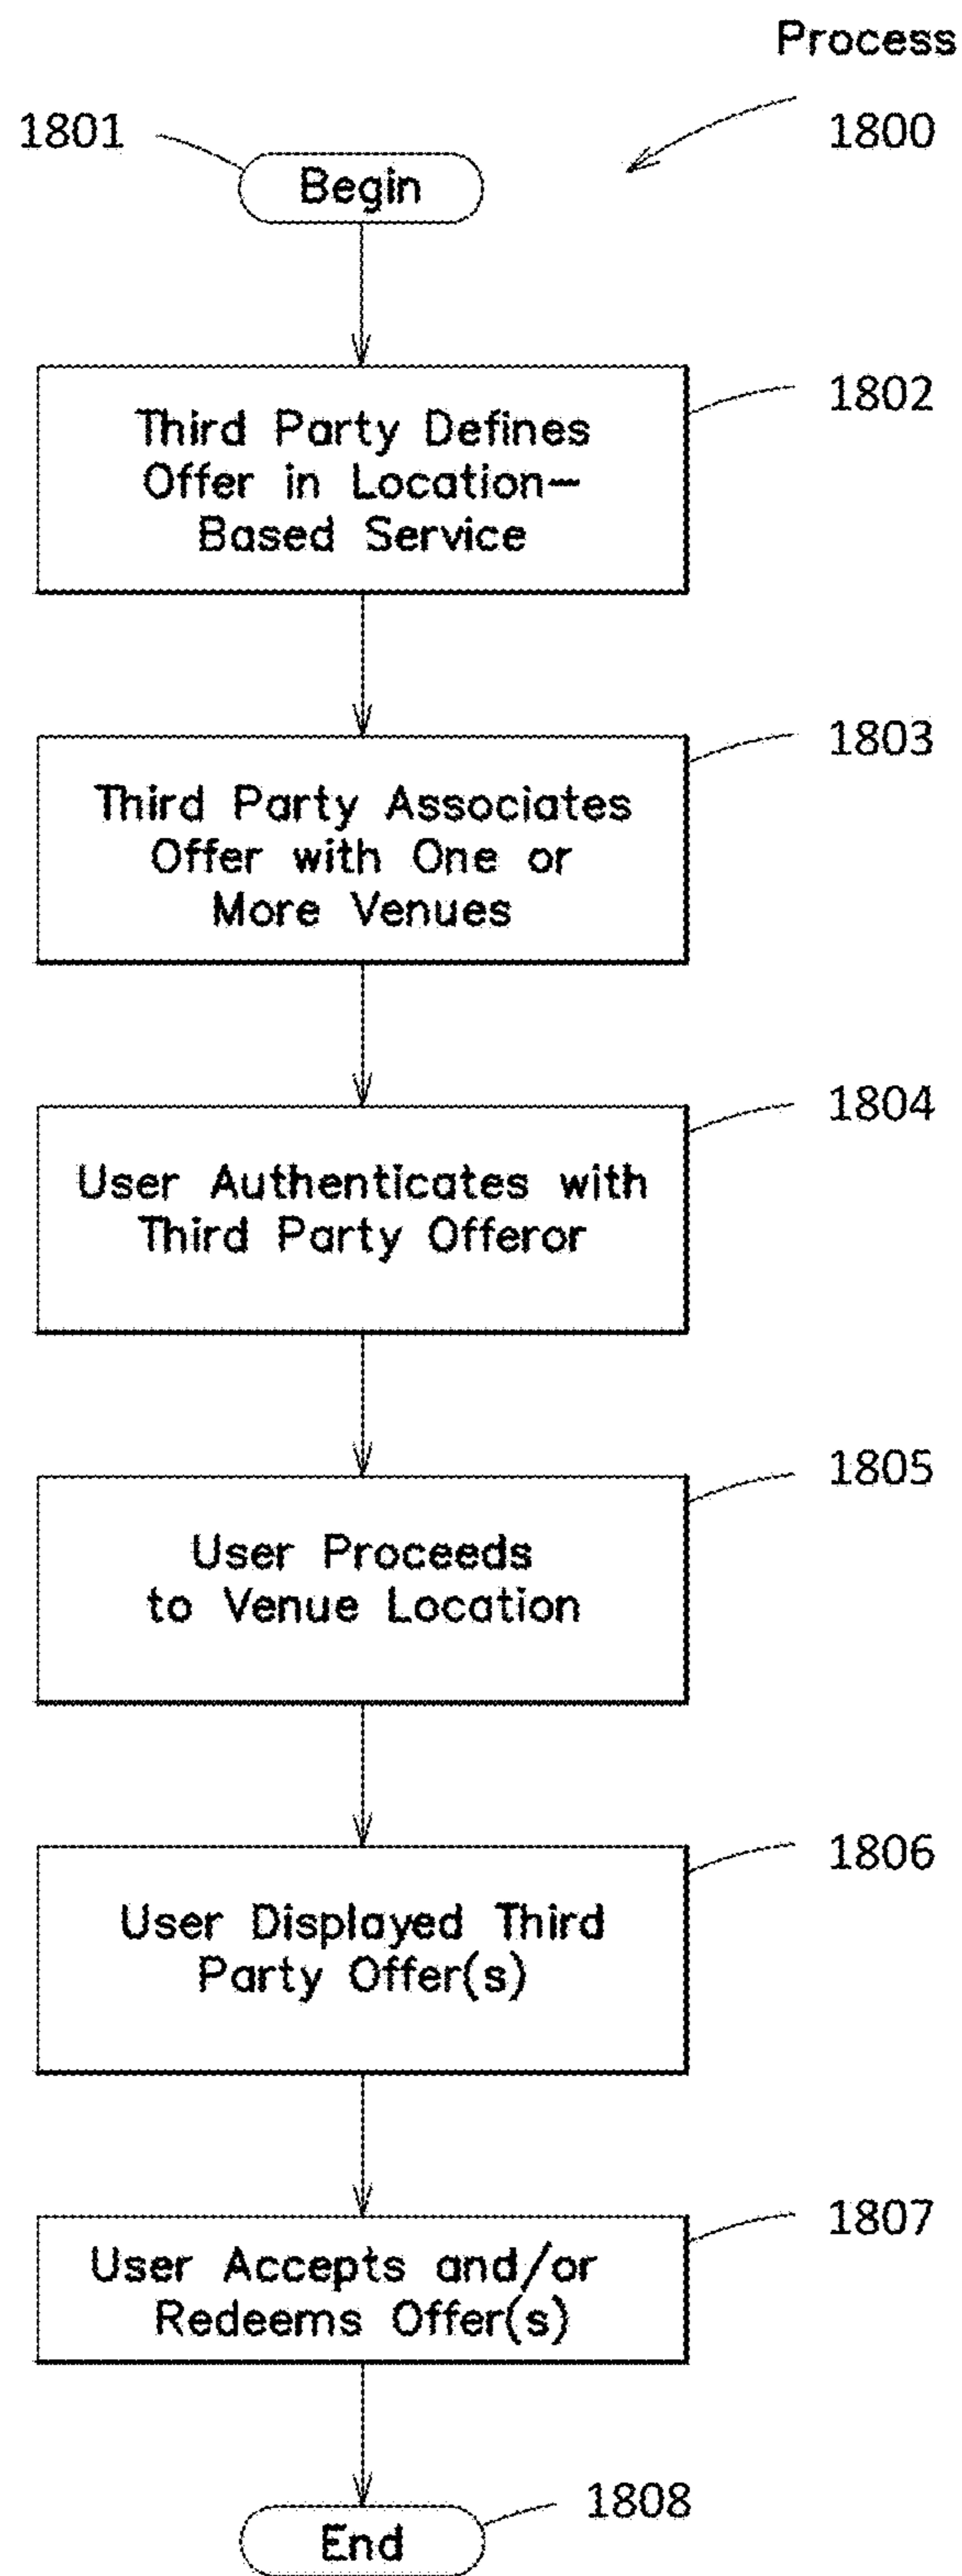 Process
1800
1801
Begin
1802
Third Party Defines
Offer in Location-
Based Service
1803
Third Party Associates
Offer with One or
More Venues
1804
User Authenticates with
Third Party Offeror
1805
User Proceeds
to Venue Location
1806
User Displayed Third
Party Offer(s)
1807
User Accepts and/or
Redeems Offer(s)
1808
End